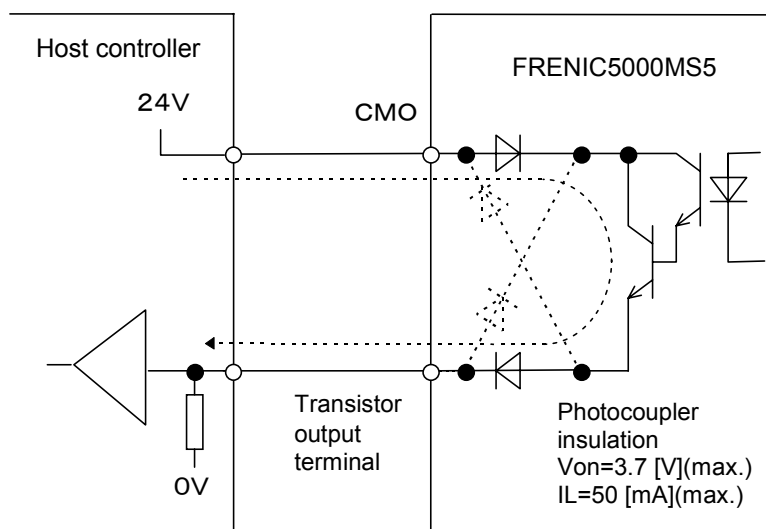 Host controller
FRENIC5000MS5
24V
CMO
Transistor
output
terminal
0V
Photocoupler
insulation
Von=3.7 [V](max.)
IL=50 [mA](max.)